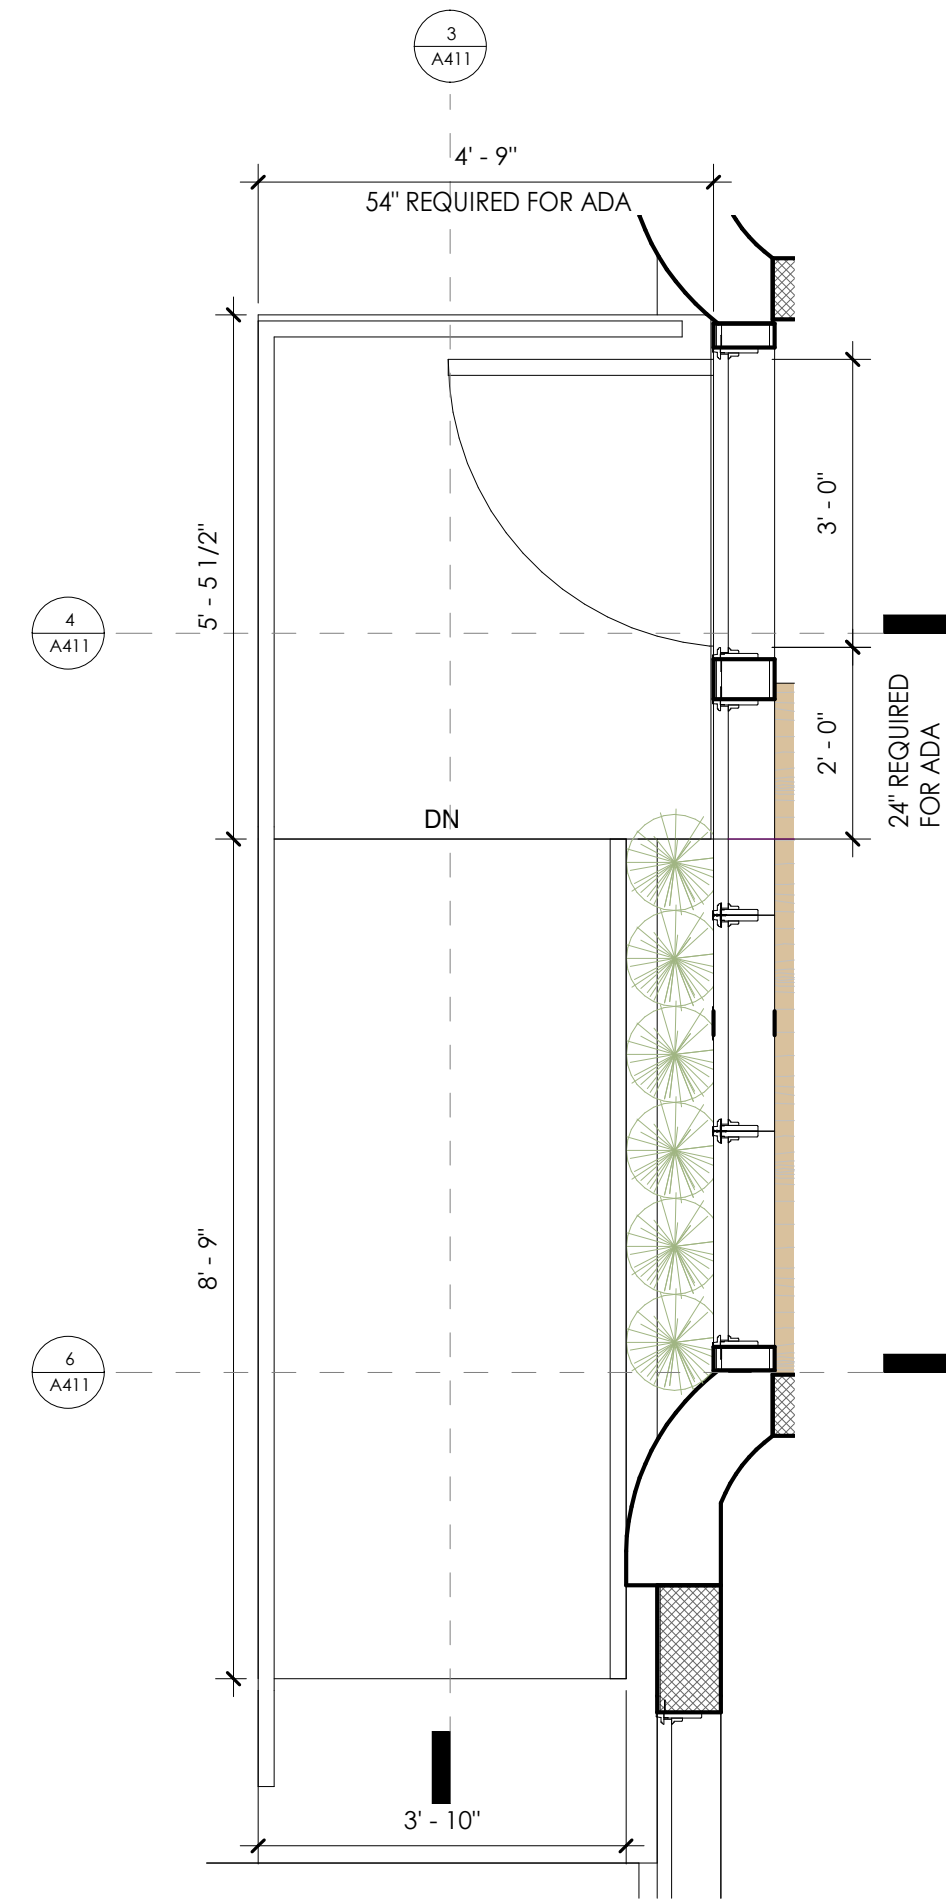 3
A411
4' - 9"
54" REQUIRED FOR ADA
3' - 0"
5' - 5 1/2"
4
A411
24" REQUIRED
FOR ADA
2' - 0"
DN
8' - 9"
6
A411
3' - 10"